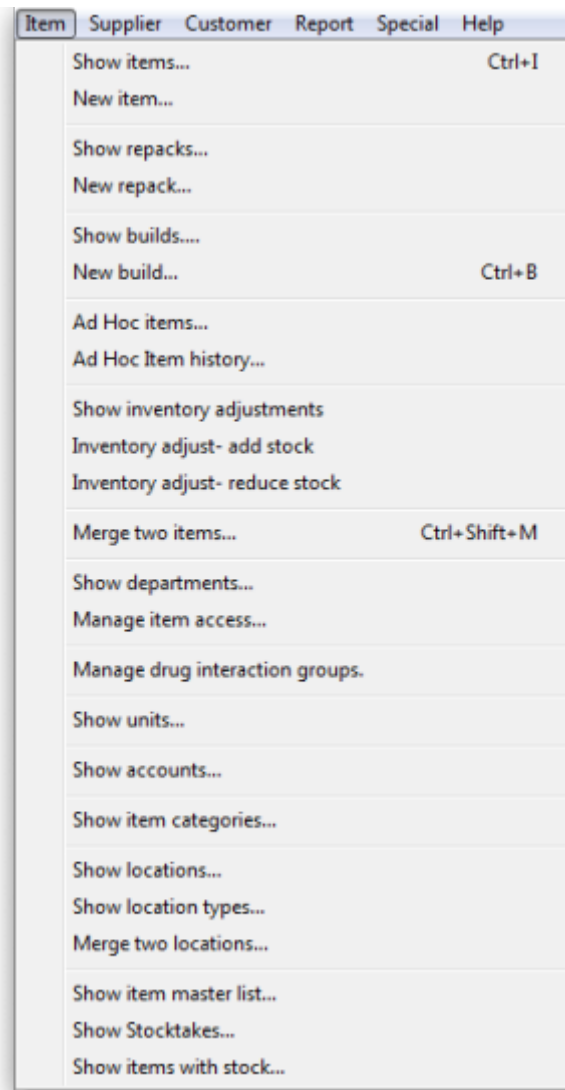 Item Supplier Customer Report Special Help
Show items... Ctrl+I
New item...
Show repacks...
New repack...
Show builds....
New build... Ctrl+B
Ad Hoc items...
Ad Hoc Item history...
Show inventory adjustments
Inventory adjust- add stock
Inventory adjust- reduce stock
Merge two items... Ctrl+Shift+M
Show departments...
Manage item access...
Manage drug interaction groups.
Show units...
Show accounts...
Show item categories...
Show locations...
Show location types...
Merge two locations...
Show item master list...
Show Stocktakes...
Show items with stock...